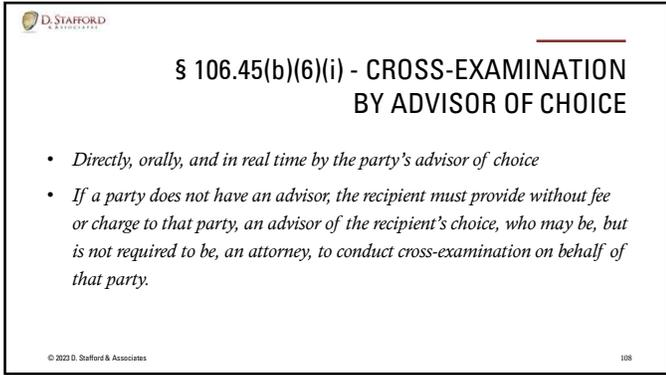 D. STAFFORD
& ASSOCIATES
§ 106.45(b)(6)(i) - CROSS-EXAMINATION
BY ADVISOR OF CHOICE
• Directly, orally, and in real time by the party's advisor of choice
• If a party does not have an advisor, the recipient must provide without fee
or charge to that party, an advisor of the recipient's choice, who may be, but
is not required to be, an attorney, to conduct cross-examination on behalf of
that party.
© 2023 D. Stafford & Associates
108